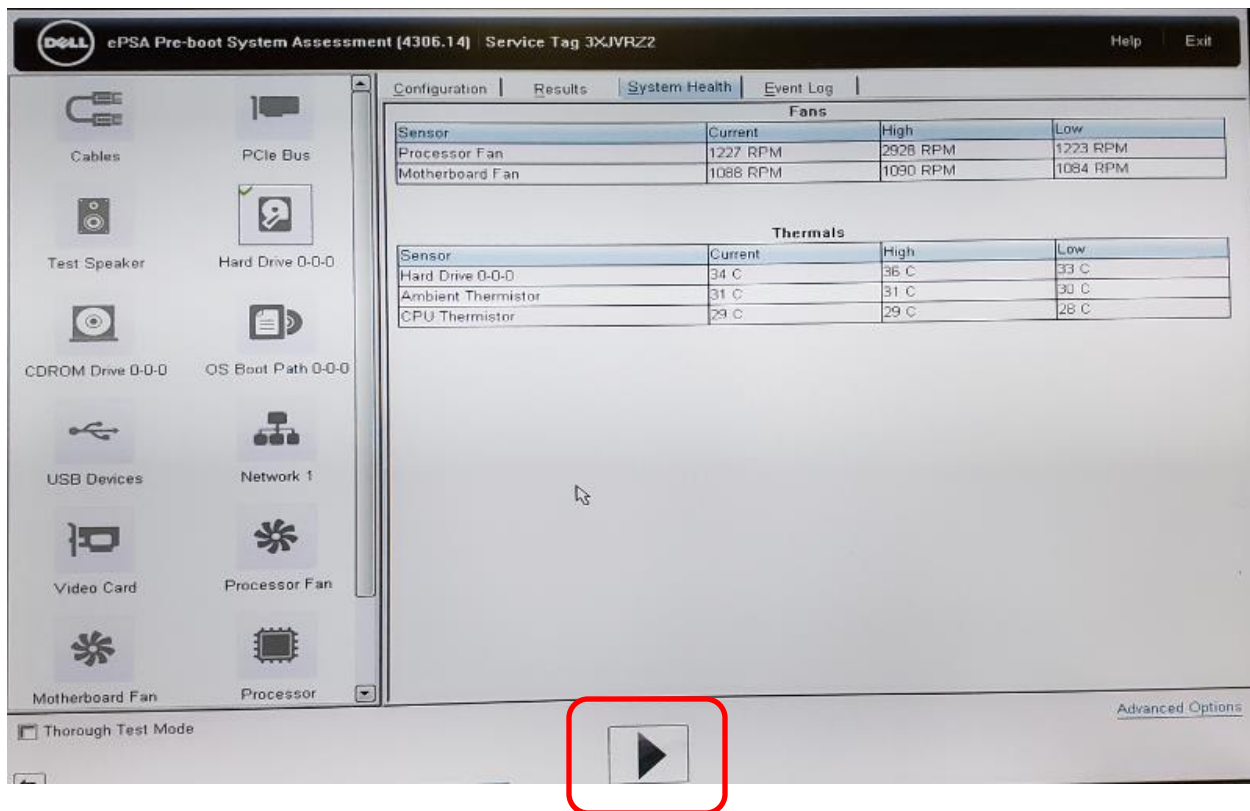 DELL ePSA Pre-boot System Assessment [4306.14] Service Tag 3XJVRZ2 Help Exit
Cables PCIe Bus
Test Speaker Hard Drive 0-0-0
CDROM Drive 0-0-0 OS Boot Path 0-0-0
USB Devices Network 1
Video Card Processor Fan
Motherboard Fan Processor
Configuration Results System Health Event Log
Fans
Sensor Current High Low
Processor Fan 1227 RPM 2928 RPM 1223 RPM
Motherboard Fan 1088 RPM 1090 RPM 1084 RPM
Thermals
Sensor Current High Low
Hard Drive 0-0-0 34 C 36 C 33 C
Ambient Thermistor 31 C 31 C 30 C
CPU Thermistor 29 C 29 C 28 C
Advanced Options
Thorough Test Mode